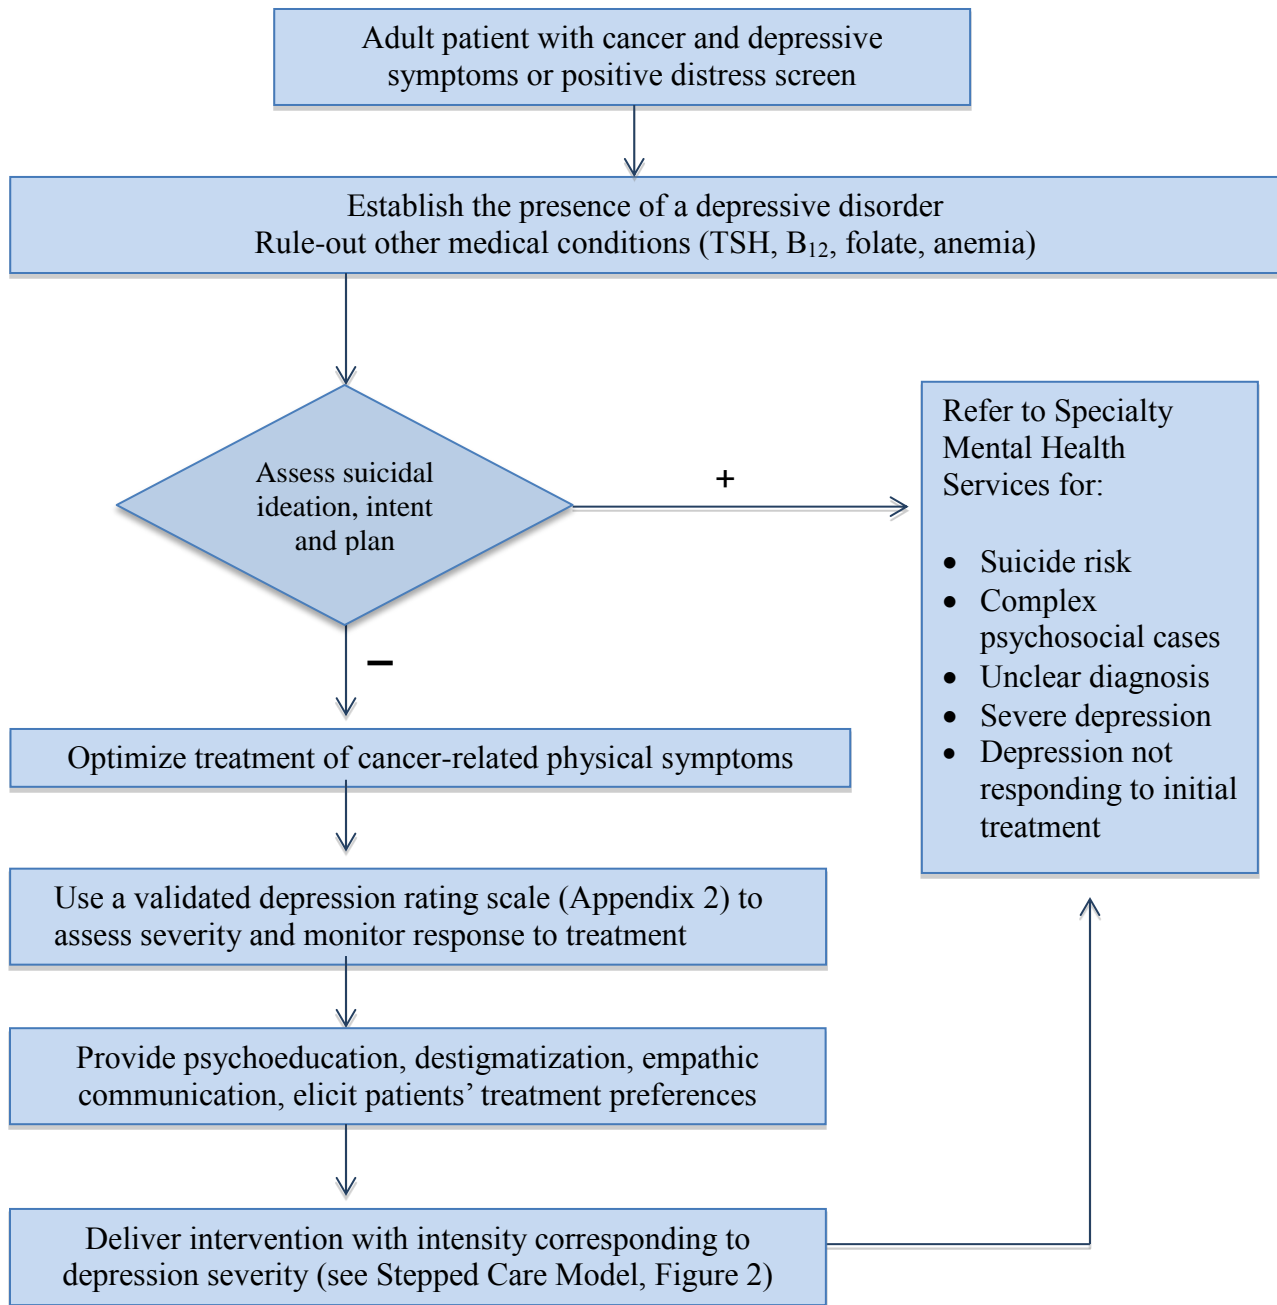 Adult patient with cancer and depressive
symptoms or positive distress screen
Establish the presence of a depressive disorder
Rule-out other medical conditions (TSH, B₁₂, folate, anemia)
Assess suicidal
ideation, intent
and plan
+
Refer to Specialty
Mental Health
Services for:
• Suicide risk
• Complex
psychosocial cases
• Unclear diagnosis
• Severe depression
• Depression not
responding to initial
treatment
–
Optimize treatment of cancer-related physical symptoms
Use a validated depression rating scale (Appendix 2) to
assess severity and monitor response to treatment
Provide psychoeducation, destigmatization, empathic
communication, elicit patients’ treatment preferences
Deliver intervention with intensity corresponding to
depression severity (see Stepped Care Model, Figure 2)